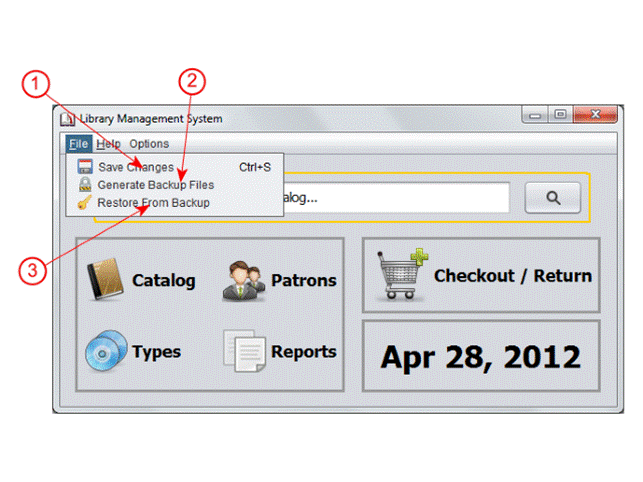 1
2
Library Management System
File Help Options
Save Changes Ctrl+S
Generate Backup Files
Restore From Backup
alog...
3
Catalog Patrons
Checkout / Return
Types Reports
Apr 28, 2012